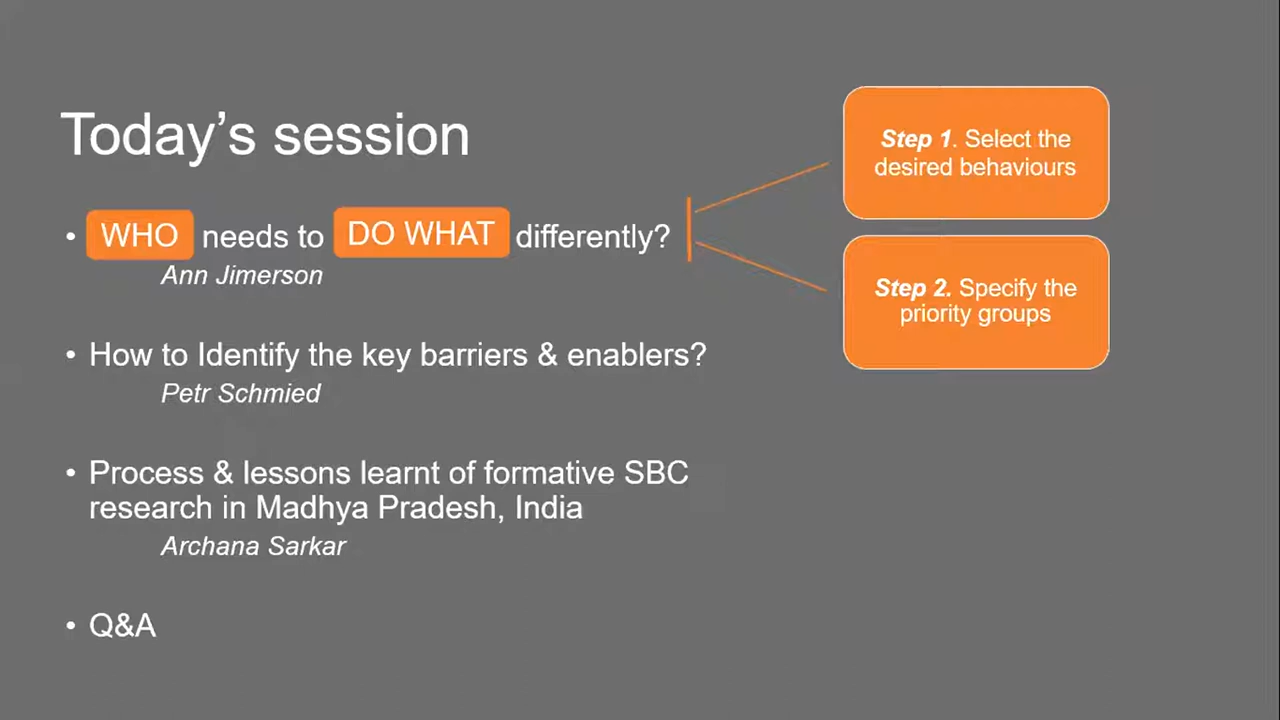 Today’s session
• WHO needs to DO WHAT differently?
Ann Jimerson
• How to Identify the key barriers & enablers?
Petr Schmied
• Process & lessons learnt of formative SBC
research in Madhya Pradesh, India
Archana Sarkar
• Q&A
Step 1. Select the
desired behaviours
Step 2. Specify the
priority groups